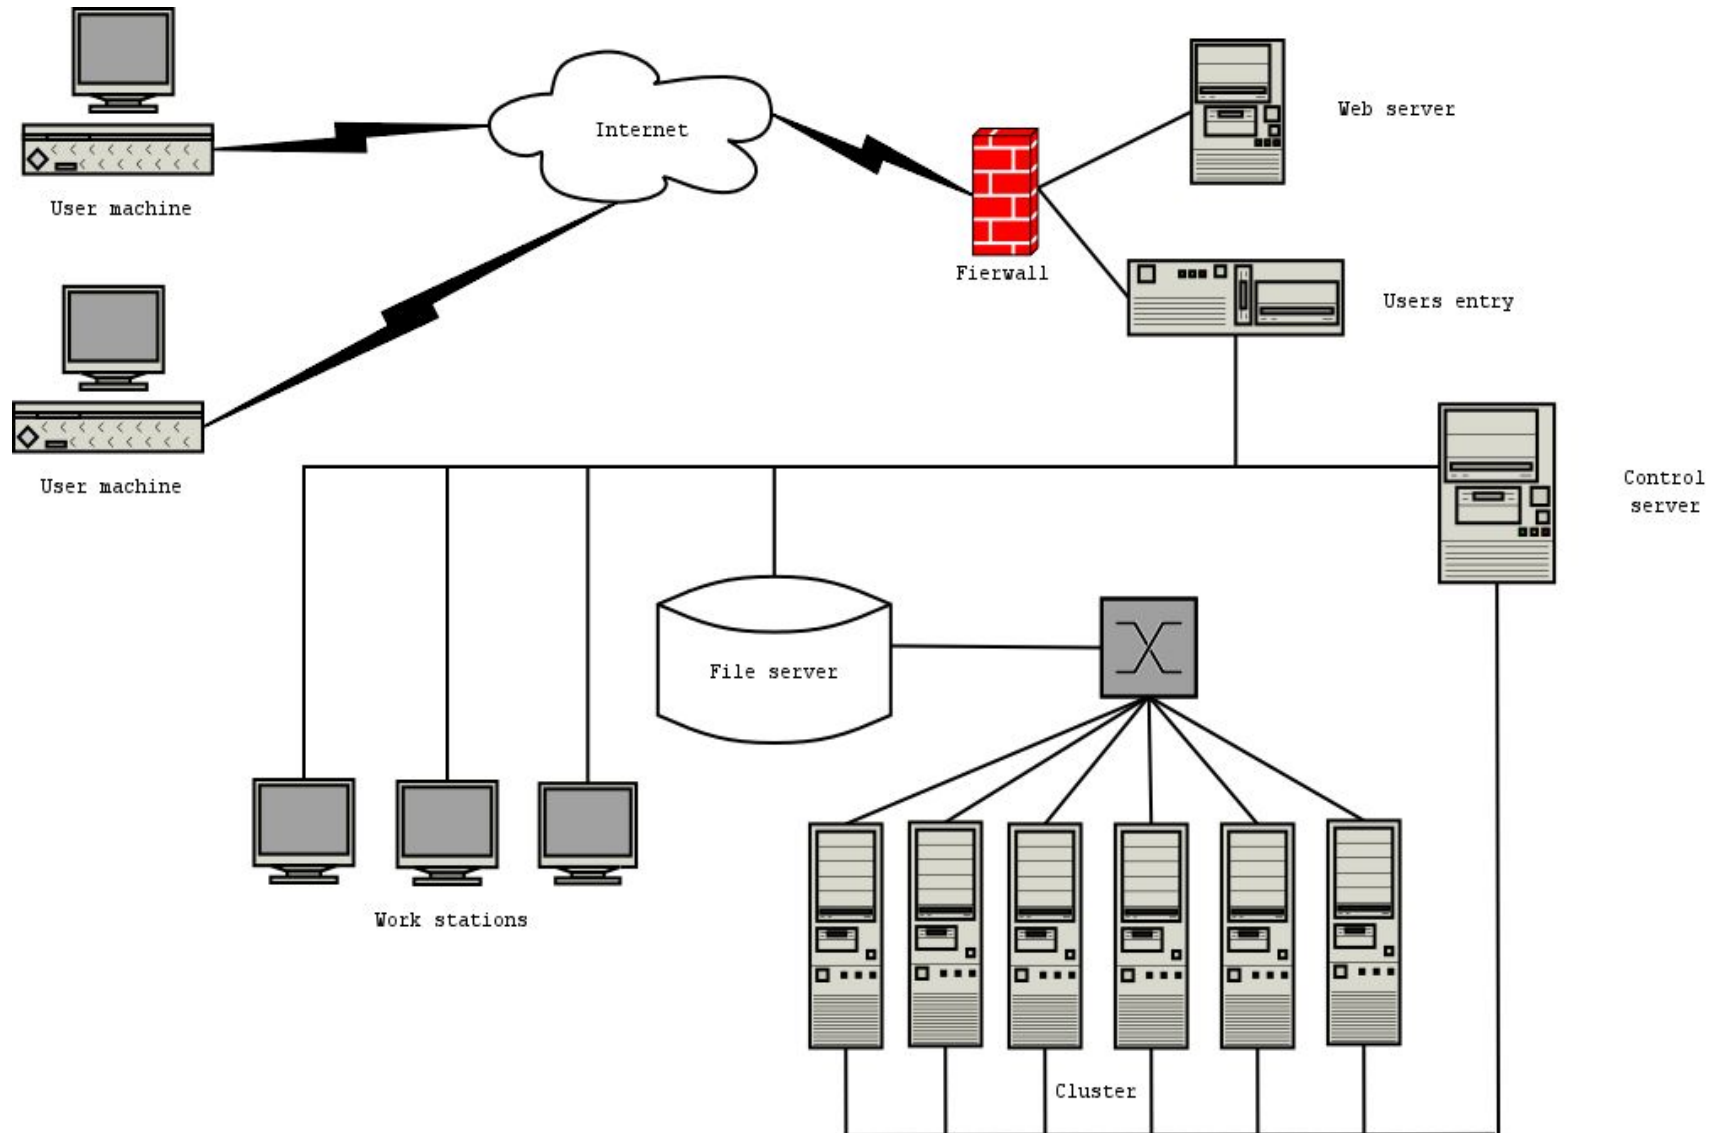 Internet
Web server
User machine
Fierwall
Users entry
User machine
Control
server
File server
Work stations
Cluster